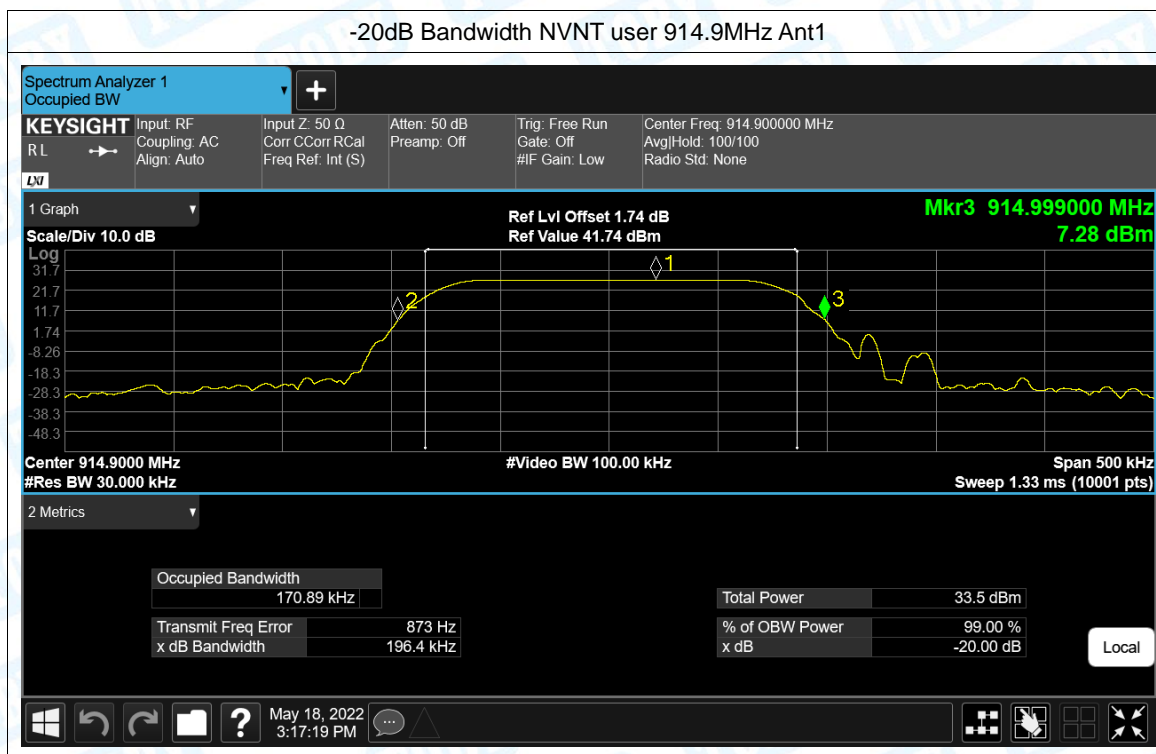 -20dB Bandwidth NVNT user 914.9MHz Ant1
Spectrum Analyzer 1
Occupied BW
KEYSIGHT
R L
LXI
Input: RF
Coupling: AC
Align: Auto
Input Z: 50 Ω
Corr CCorr RCal
Freq Ref: Int (S)
Atten: 50 dB
Preamp: Off
Trig: Free Run
Gate: Off
#IF Gain: Low
Center Freq: 914.900000 MHz
Avg|Hold: 100/100
Radio Std: None
1 Graph
Scale/Div 10.0 dB
Ref Lvl Offset 1.74 dB
Ref Value 41.74 dBm
Mkr3 914.999000 MHz
7.28 dBm
Log
31.7
21.7
11.7
1.74
-8.26
-18.3
-28.3
-38.3
-48.3
1
2
3
Center 914.9000 MHz
#Res BW 30.000 kHz
#Video BW 100.00 kHz
Span 500 kHz
Sweep 1.33 ms (10001 pts)
2 Metrics
Occupied Bandwidth
170.89 kHz
Transmit Freq Error 873 Hz
x dB Bandwidth 196.4 kHz
Total Power 33.5 dBm
% of OBW Power 99.00 %
x dB -20.00 dB
Local
?
May 18, 2022
3:17:19 PM
TOBY